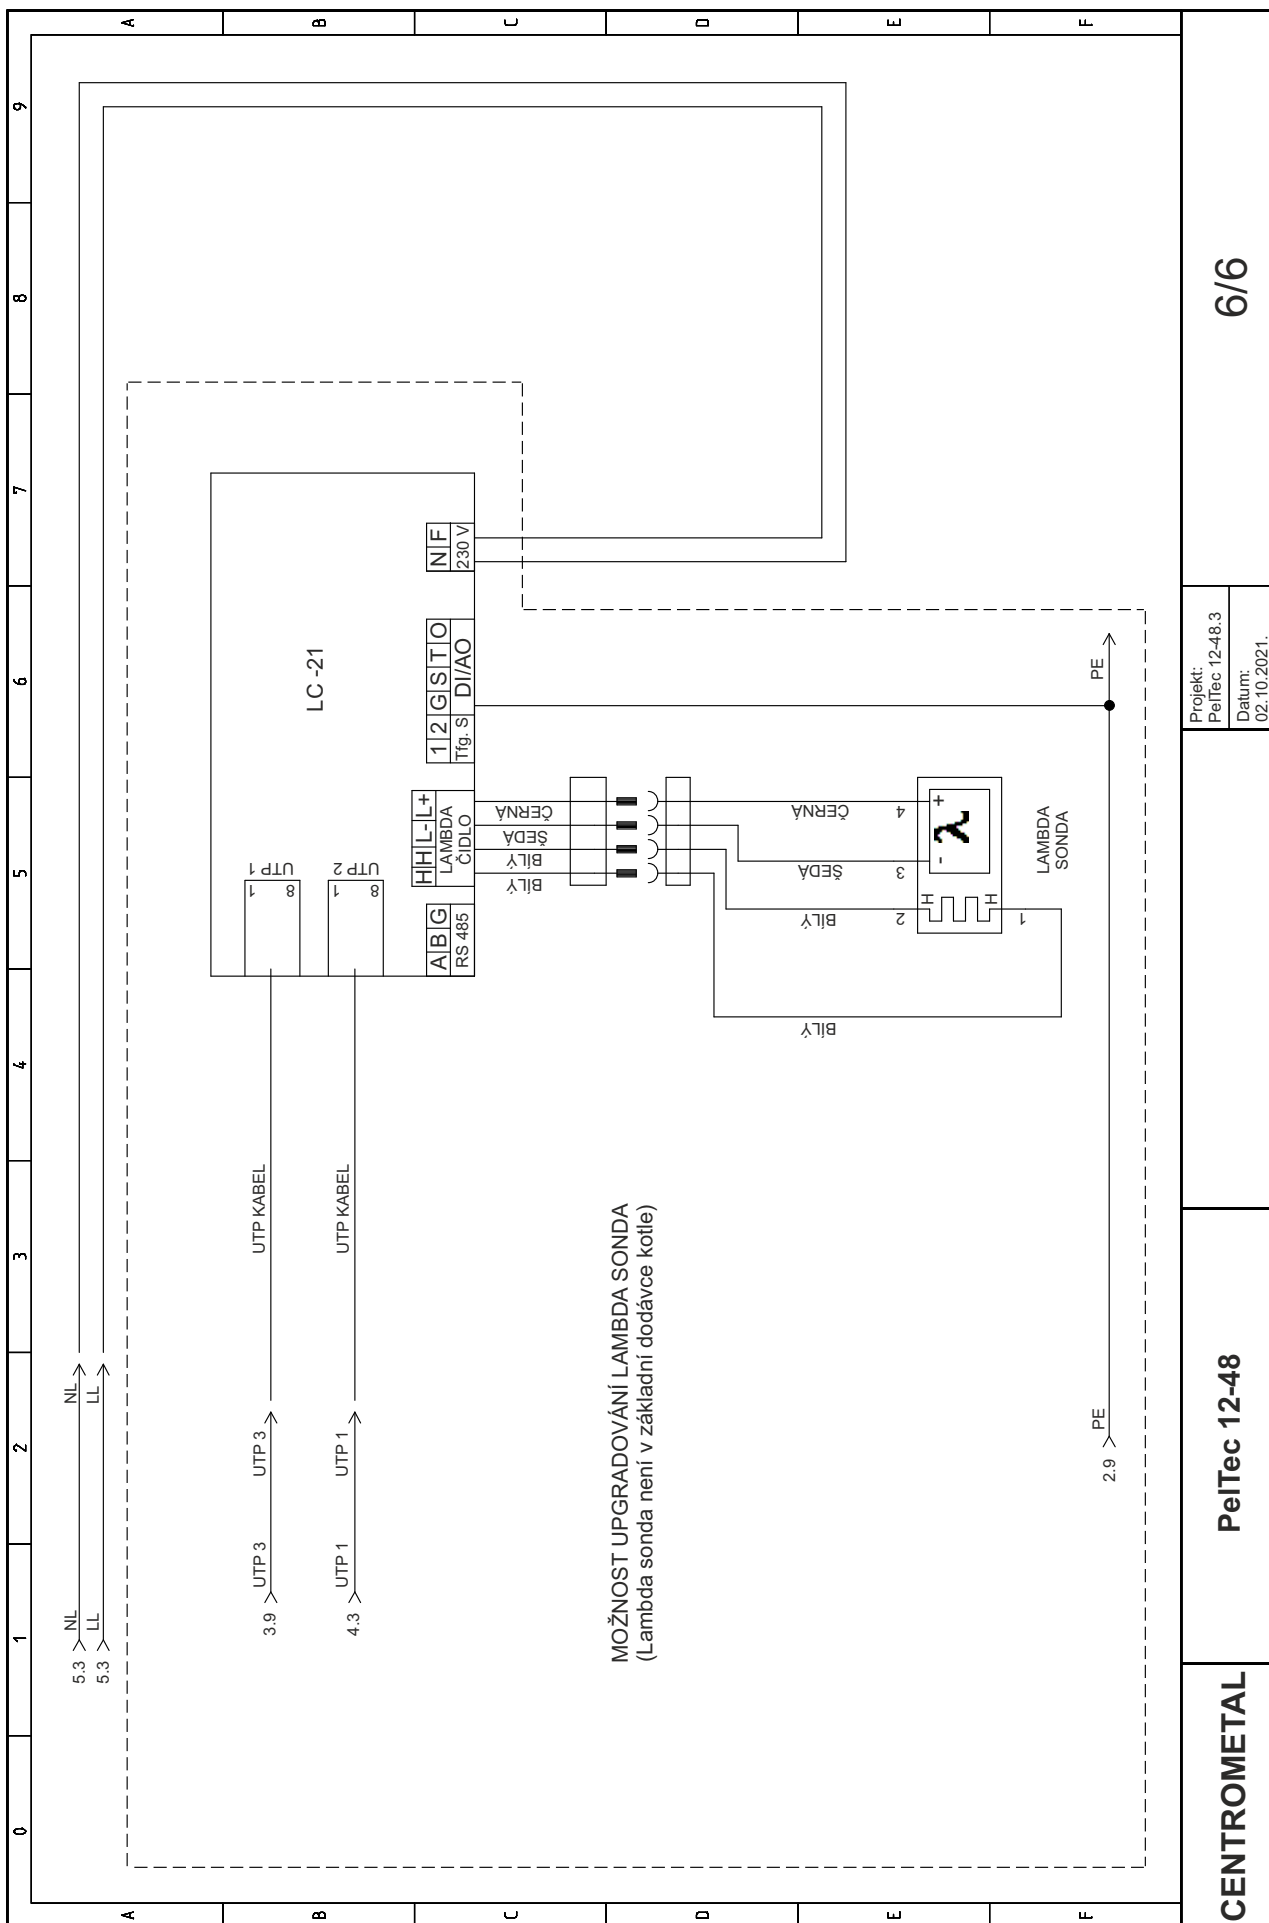 0 1 2 3 4 5 6 7 8 9
A
A
B
B
C
C
D
D
E
E
F
F
5.3 NL NL
5.3 LL LL
3.9 UTP 3 UTP 3 UTP KABEL
4.3 UTP 1 UTP 1 UTP KABEL
UTP 1
1
8
UTP 2
1
8
LC -21
A B G
RS 485
H H L- L+
LAMBDA
ČIDLO
1 2 G S T O
Tfg. S DI/AO
N F
230 V
BÍLÝ
BÍLÝ
ŠEDÁ
ČERNÁ
BÍLÝ
BÍLÝ
ŠEDÁ
ČERNÁ
1
2
3
4
H
H
-
+
λ
LAMBDA
SONDA
MOŽNOST UPGRADOVÁNÍ LAMBDA SONDA
(Lambda sonda není v základní dodávce kotle)
2.9 PE PE
CENTROMETAL
PelTec 12-48
Projekt:
PelTec 12-48.3
Datum:
02.10.2021.
6/6